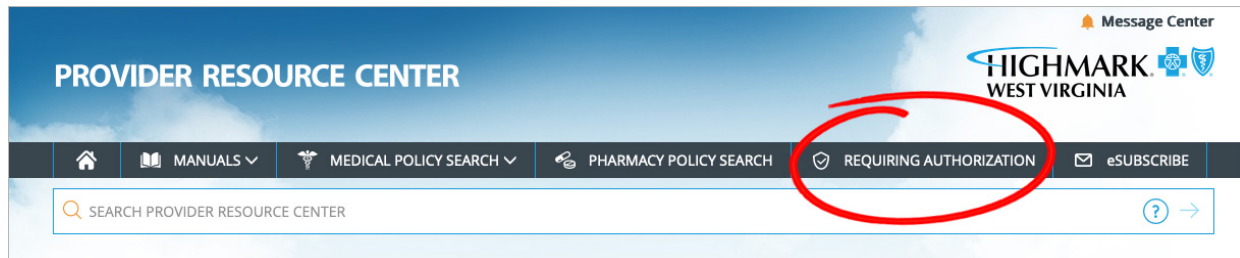 Message Center
PROVIDER RESOURCE CENTER
HIGHMARK
WEST VIRGINIA
MANUALS MEDICAL POLICY SEARCH PHARMACY POLICY SEARCH REQUIRING AUTHORIZATION eSUBSCRIBE
SEARCH PROVIDER RESOURCE CENTER ?